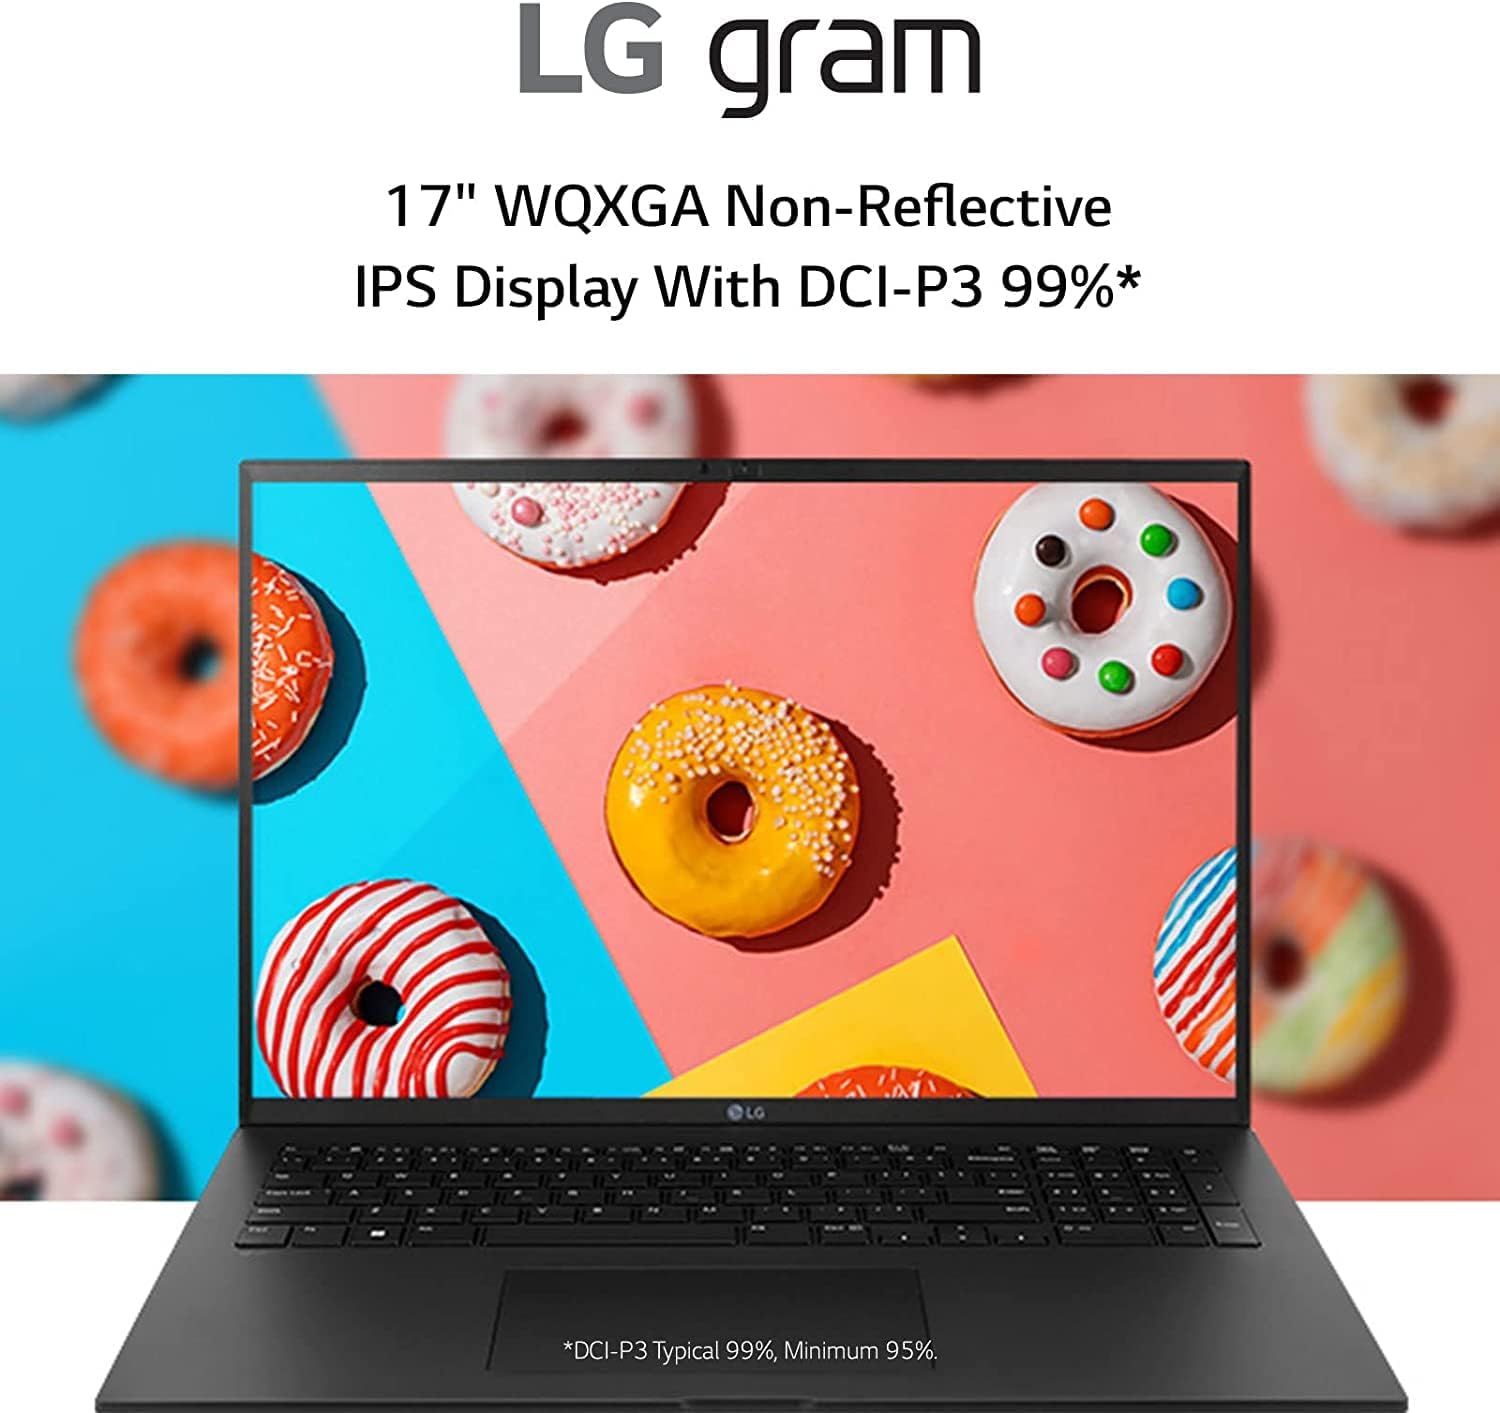 LG gram
17" WQXGA Non-Reflective
IPS Display With DCI-P3 99%*
LG
*DCI-P3 Typical 99%, Minimum 95%.